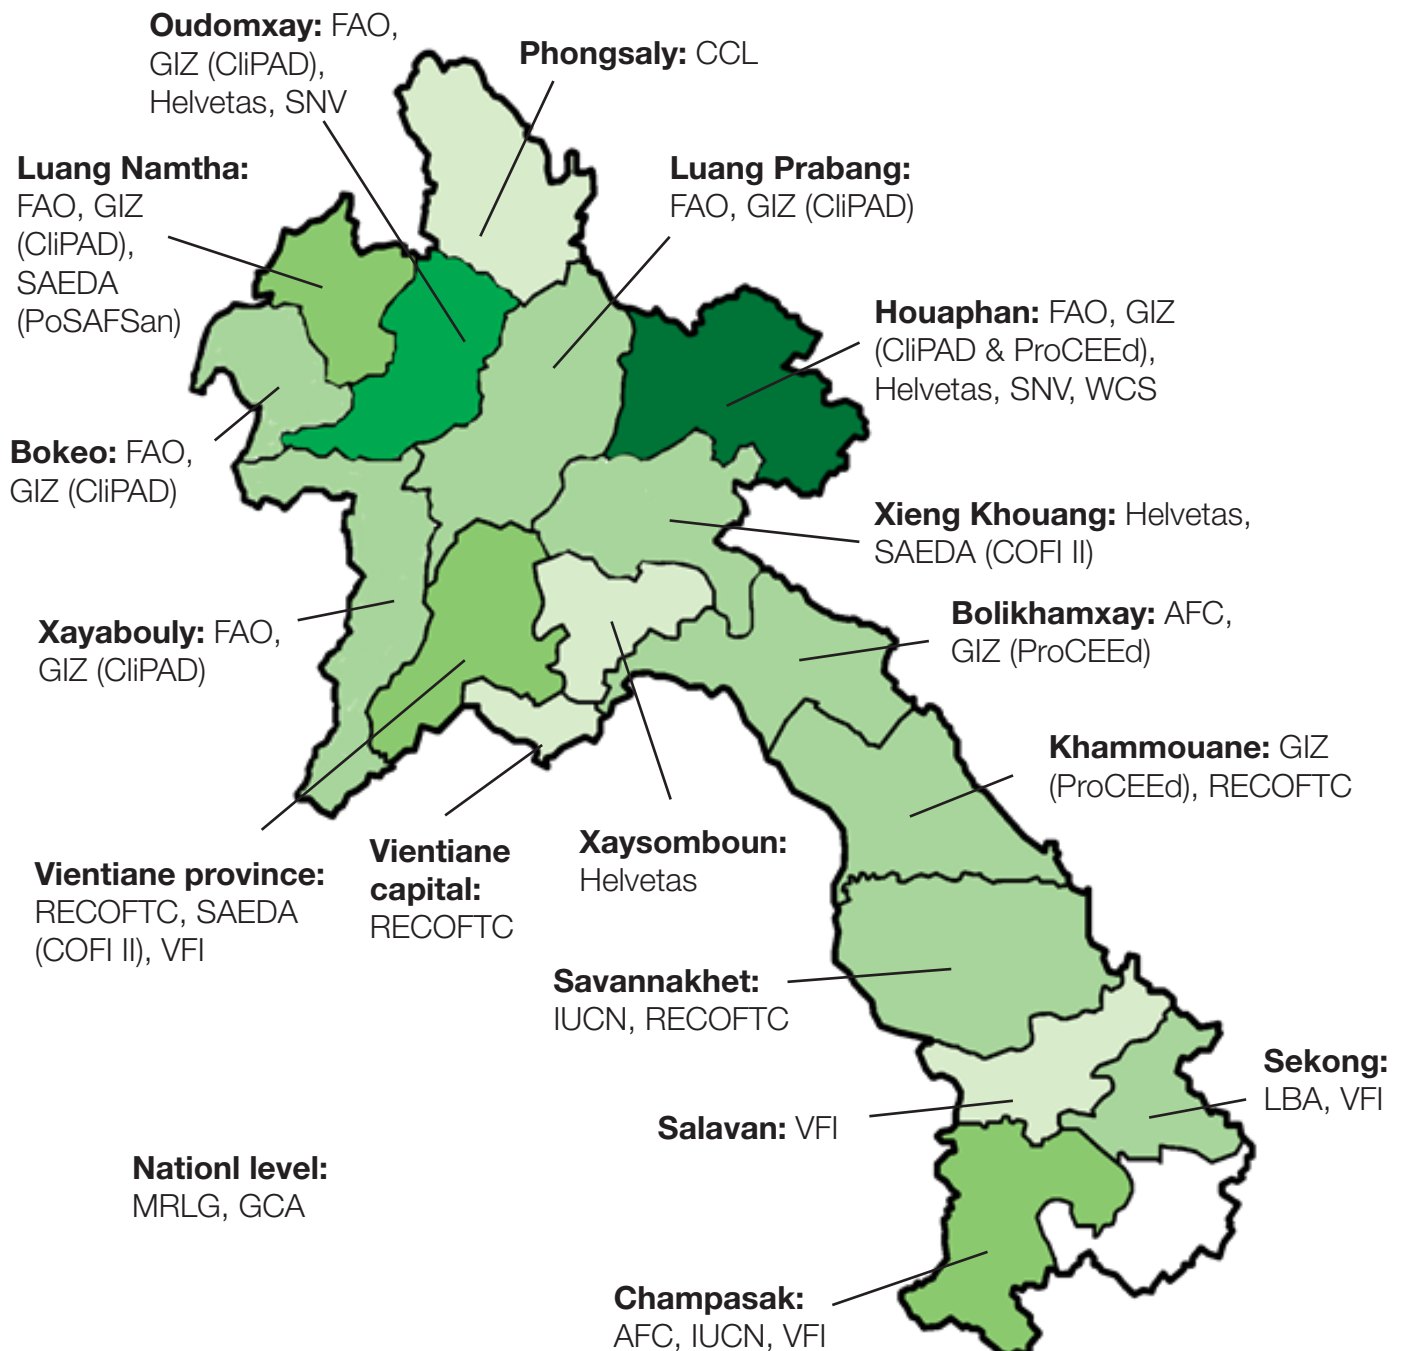 Oudomxay: FAO,
GIZ (CliPAD),
Helvetas, SNV
Phongsaly: CCL
Luang Namtha:
FAO, GIZ
(CliPAD),
SAEDA
(PoSAFSan)
Luang Prabang:
FAO, GIZ (CliPAD)
Houaphan: FAO, GIZ
(CliPAD & ProCEEd),
Helvetas, SNV, WCS
Bokeo: FAO,
GIZ (CliPAD)
Xieng Khouang: Helvetas,
SAEDA (COFI II)
Xayabouly: FAO,
GIZ (CliPAD)
Bolikhamxay: AFC,
GIZ (ProCEEd)
Khammouane: GIZ
(ProCEEd), RECOFTC
Vientiane province:
RECOFTC, SAEDA
(COFI II), VFI
Vientiane
capital:
RECOFTC
Xaysomboun:
Helvetas
Savannakhet:
IUCN, RECOFTC
Sekong:
LBA, VFI
Salavan: VFI
Nationl level:
MRLG, GCA
Champasak:
AFC, IUCN, VFI